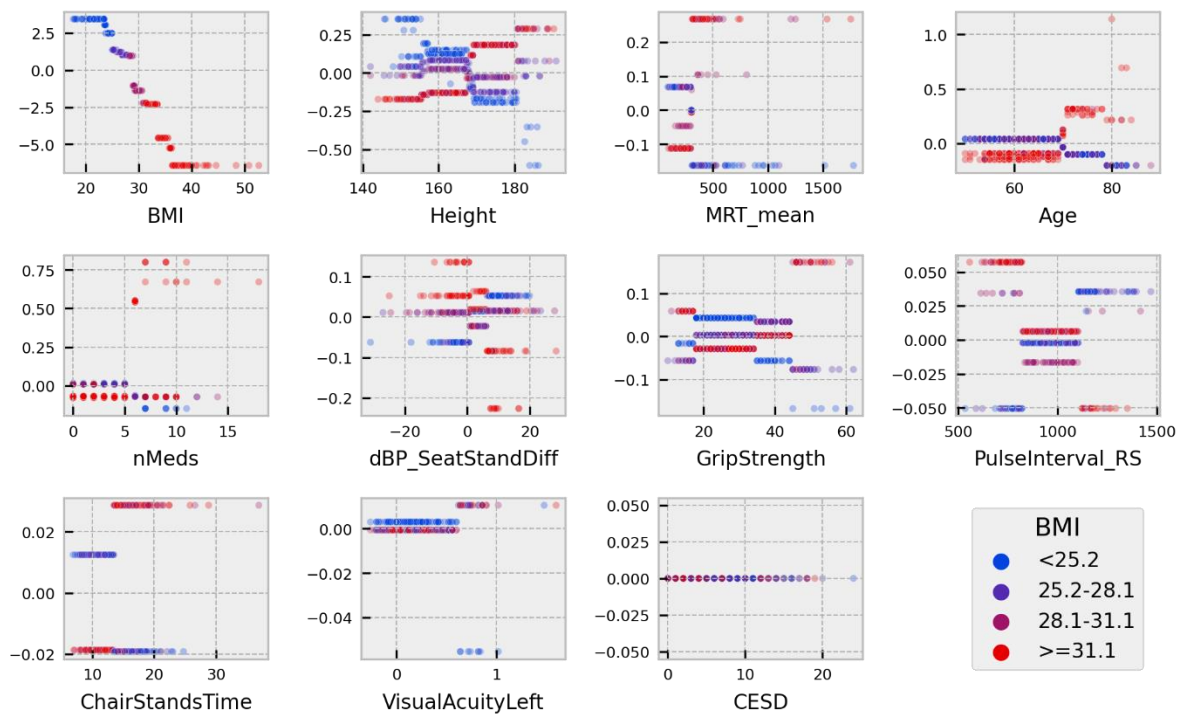 2.5
0.0
−2.5
−5.0
20 30 40 50
BMI
0.25
0.00
−0.25
−0.50
140 160 180
Height
0.2
0.1
0.0
−0.1
500 1000 1500
MRT_mean
1.0
0.5
0.0
60 80
Age
0.75
0.50
0.25
0.00
0 5 10 15
nMeds
0.1
0.0
−0.1
−0.2
−20 0 20
dBP_SeatStandDiff
0.1
0.0
−0.1
20 40 60
GripStrength
0.050
0.025
0.000
−0.025
−0.050
500 1000 1500
PulseInterval_RS
0.02
0.00
−0.02
10 20 30
ChairStandsTime
0.00
−0.02
−0.04
0 1
VisualAcuityLeft
0.050
0.025
0.000
−0.025
−0.050
0 10 20
CESD
BMI
<25.2
25.2-28.1
28.1-31.1
>=31.1